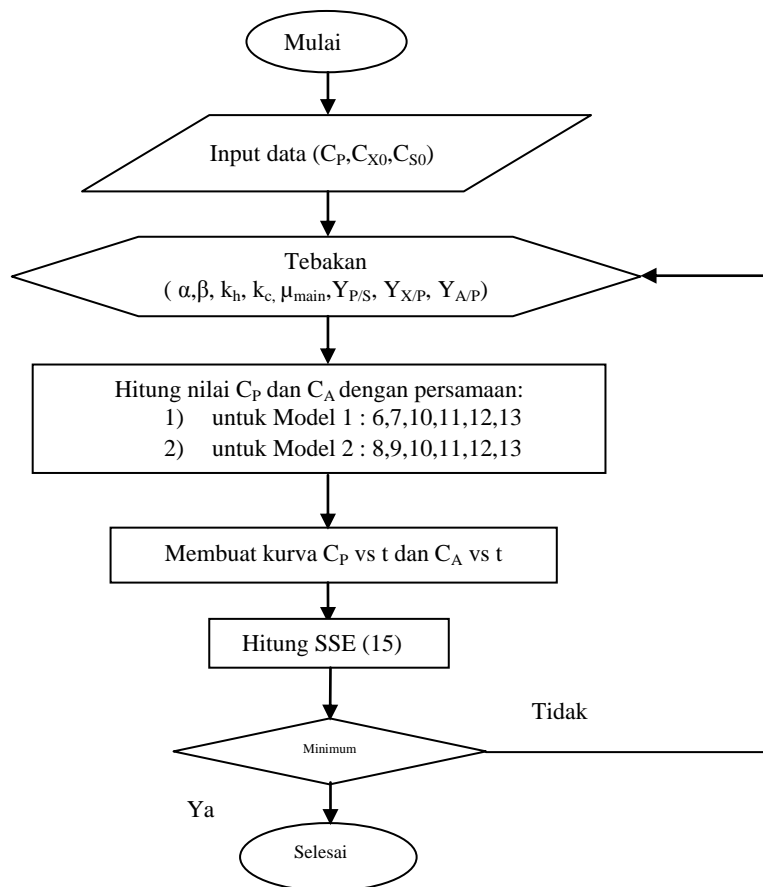 Mulai
Input data (C_P,C_X0,C_S0)
Tebakan
( α,β, k_h, k_c, µ_main,Y_P/S, Y_X/P, Y_A/P)
Hitung nilai C_P dan C_A dengan persamaan:
1) untuk Model 1 : 6,7,10,11,12,13
2) untuk Model 2 : 8,9,10,11,12,13
Membuat kurva C_P vs t dan C_A vs t
Hitung SSE (15)
Tidak
Minimum
Ya
Selesai